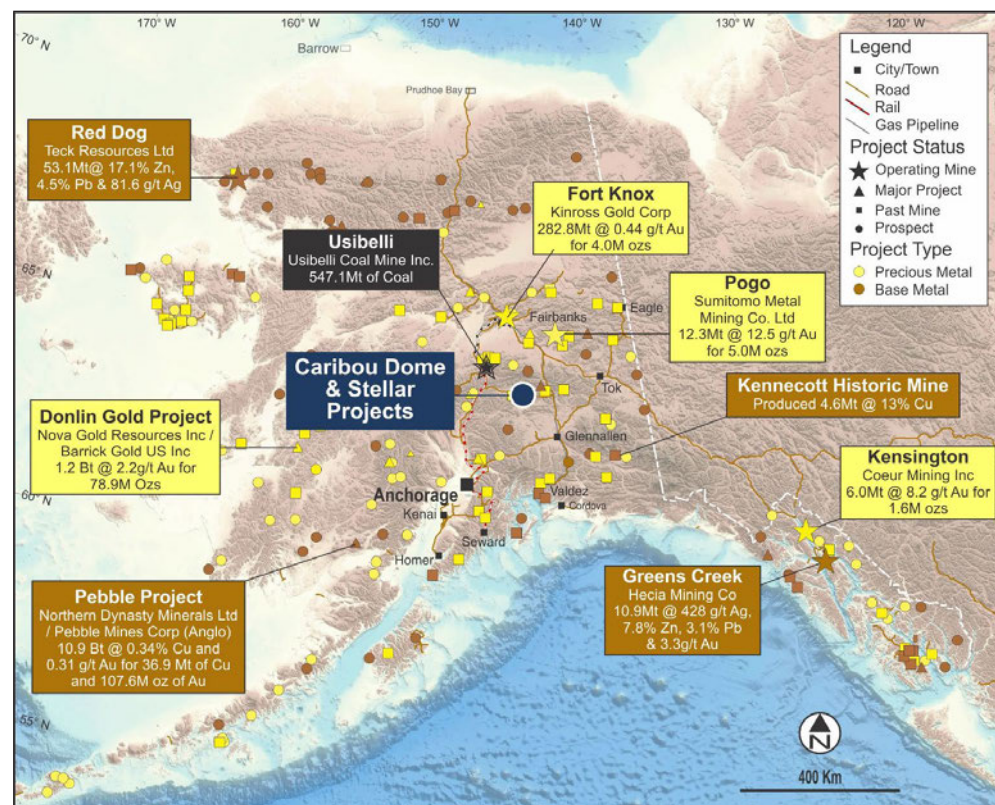 170° W
160° W
150° W
140° W
130° W
120° W
70° N
65° N
60° N
55° N
Barrow
Prudhoe Bay
Legend
City/Town
Road
Rail
Gas Pipeline
Project Status
Operating Mine
Major Project
Past Mine
Prospect
Project Type
Precious Metal
Base Metal
Red Dog
Teck Resources Ltd
53.1Mt@ 17.1% Zn,
4.5% Pb & 81.6 g/t Ag
Fort Knox
Kinross Gold Corp
282.8Mt @ 0.44 g/t Au
for 4.0M ozs
Usibelli
Usibelli Coal Mine Inc.
547.1Mt of Coal
Pogo
Sumitomo Metal
Mining Co. Ltd
12.3Mt @ 12.5 g/t Au
for 5.0M ozs
Eagle
Fairbanks
Caribou Dome
& Stellar
Projects
Tok
Kennecott Historic Mine
Produced 4.6Mt @ 13% Cu
Donlin Gold Project
Nova Gold Resources Inc /
Barrick Gold US Inc
1.2 Bt @ 2.2g/t Au for
78.9M Ozs
Glennallen
Kensington
Coeur Mining Inc
6.0Mt @ 8.2 g/t Au for
1.6M ozs
Anchorage
Valdez
Cordova
Kenai
Seward
Homer
Pebble Project
Northern Dynasty Minerals Ltd
/ Pebble Mines Corp (Anglo)
10.9 Bt @ 0.34% Cu and
0.31 g/t Au for 36.9 Mt of Cu
and 107.6M oz of Au
Greens Creek
Hecia Mining Co
10.9Mt @ 428 g/t Ag,
7.8% Zn, 3.1% Pb
& 3.3g/t Au
N
400 Km